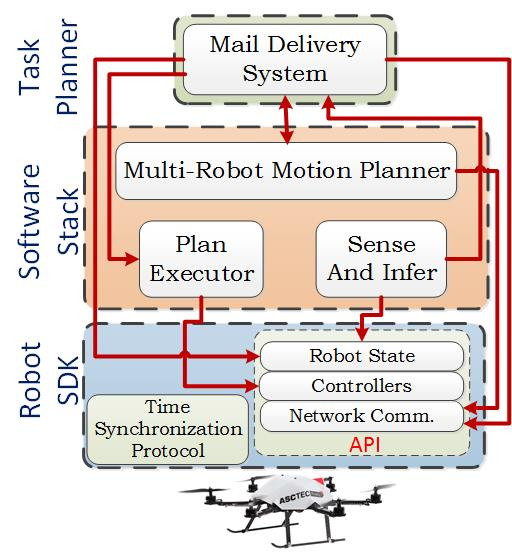 Task
Planner
Mail Delivery
System
Software
Stack
Multi-Robot Motion Planner
Plan
Executor
Sense
And Infer
Robot
SDK
Robot State
Controllers
Network Comm.
API
Time
Synchronization
Protocol
ASCTEC